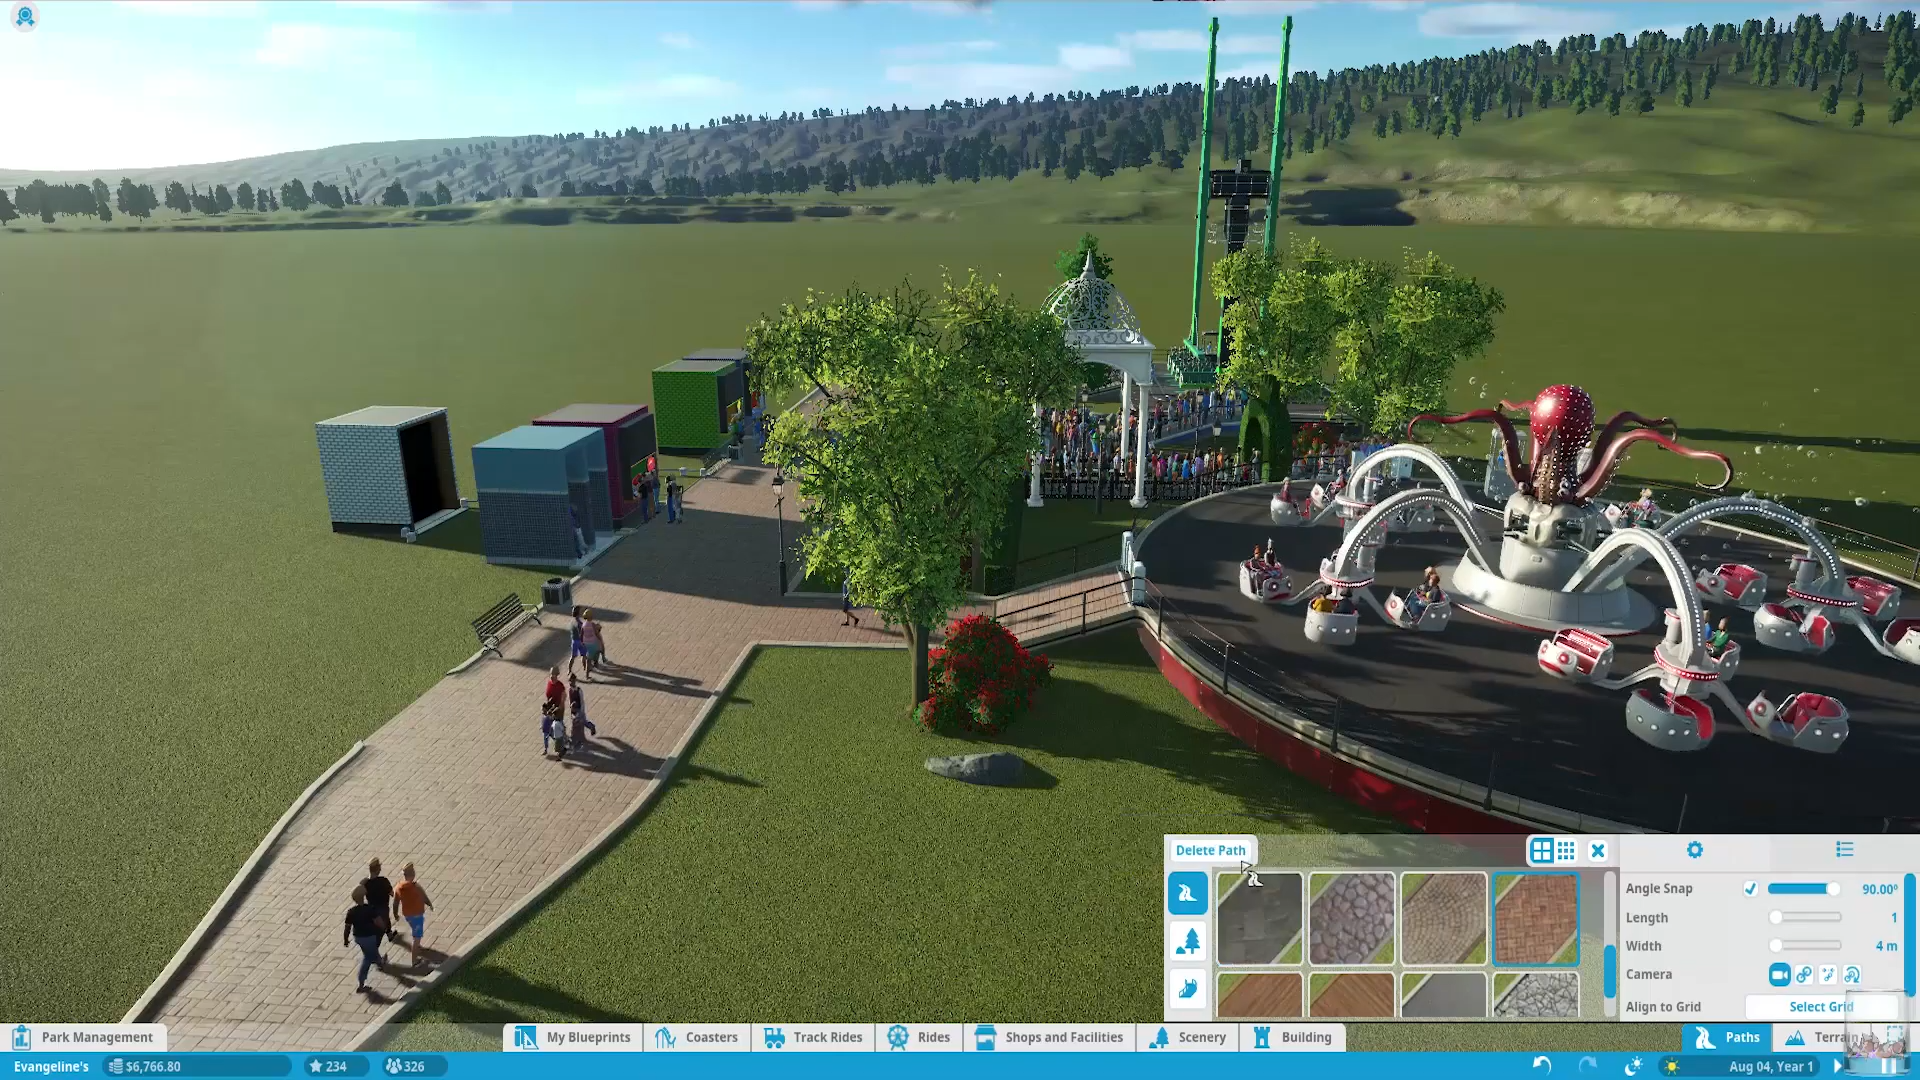 Delete Path
Angle Snap 90.00°
Length 1
Width 4 m
Camera
Align to Grid Select Grid
Park Management
My Blueprints
Coasters
Track Rides
Rides
Shops and Facilities
Scenery
Building
Paths
Evangeline's
$6,766.80
234
326
Aug 04, Year 1